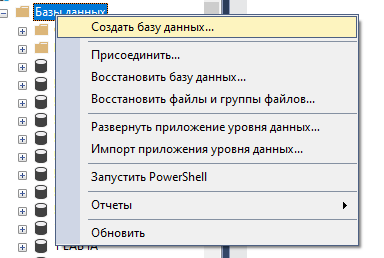 Базы данных
Создать базу данных...
Присоединить...
Восстановить базу данных...
Восстановить файлы и группы файлов...
Развернуть приложение уровня данных...
Импорт приложения уровня данных...
Запустить PowerShell
Отчеты
Обновить